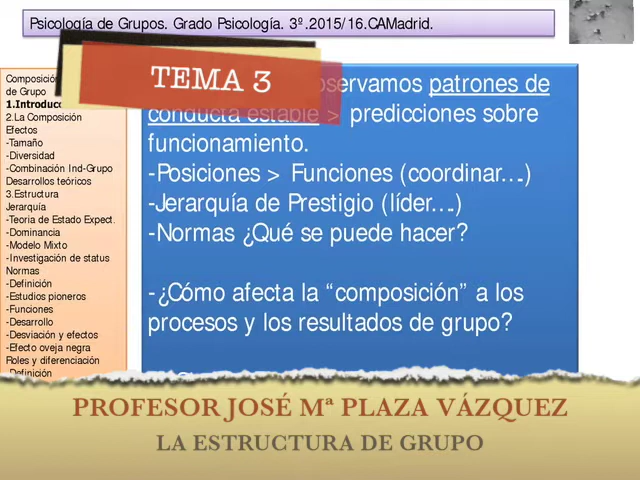 Psicología de Grupos. Grado Psicología. 3º.2015/16.CAMadrid.
TEMA 3
Composición
de Grupo
1.Introducc
2.La Composición
Efectos
-Tamaño
-Diversidad
-Combinación Ind-Grupo
Desarrollos teóricos
3.Estructura
Jerarquía
-Teoria de Estado Expect.
-Dominancia
-Modelo Mixto
-Investigación de status
Normas
-Definición
-Estudios pioneros
-Funciones
-Desarrollo
-Desviación y efectos
-Efecto oveja negra
Roles y diferenciación
-Definición
servamos patrones de
conducta estable > predicciones sobre
funcionamiento.
-Posiciones > Funciones (coordinar….)
-Jerarquía de Prestigio (líder….)
-Normas ¿Qué se puede hacer?
-¿Cómo afecta la “composición” a los
procesos y los resultados de grupo?
PROFESOR JOSÉ Mª PLAZA VÁZQUEZ
LA ESTRUCTURA DE GRUPO